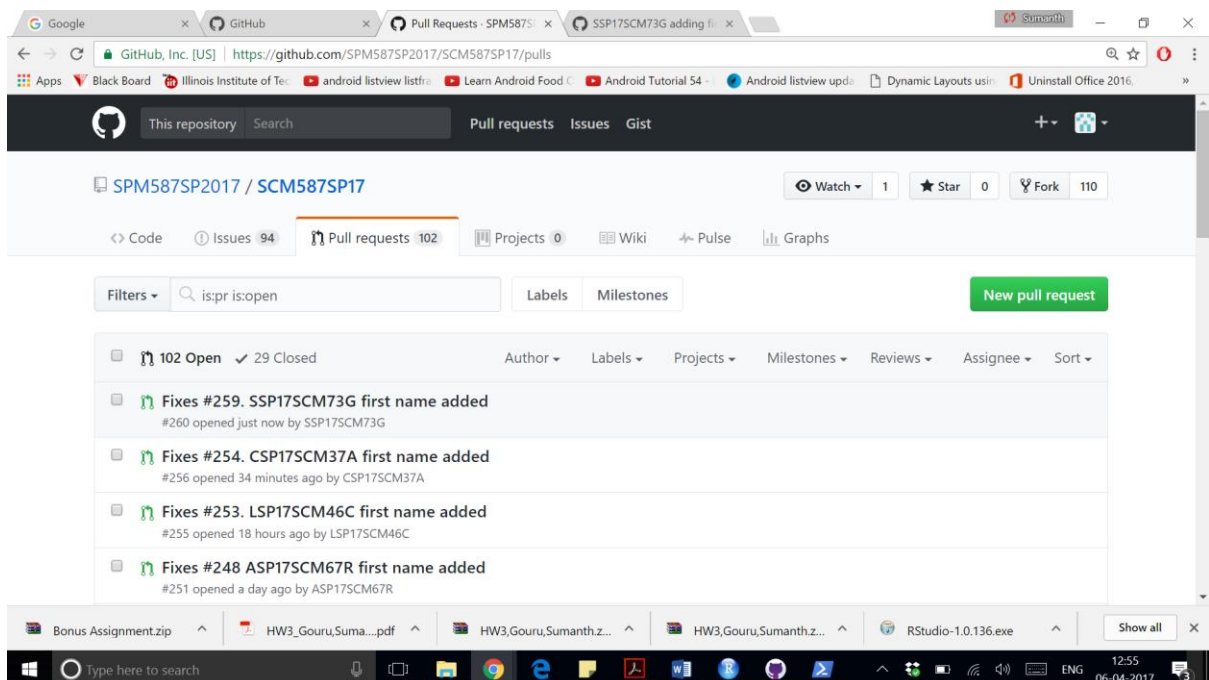 Google
GitHub
Pull Requests · SPM587S
SSP17SCM73G adding fi
Sumanth
GitHub, Inc. [US] | https://github.com/SPM587SP2017/SCM587SP17/pulls
Apps Black Board Illinois Institute of Tec android listview listfra Learn Android Food C Android Tutorial 54 - Android listview upda Dynamic Layouts usin Uninstall Office 2016, »
This repository Search Pull requests Issues Gist
SPM587SP2017 / SCM587SP17
Watch 1 Star 0 Fork 110
<> Code Issues 94 Pull requests 102 Projects 0 Wiki Pulse Graphs
Filters is:pr is:open Labels Milestones New pull request
102 Open 29 Closed Author Labels Projects Milestones Reviews Assignee Sort
Fixes #259. SSP17SCM73G first name added
#260 opened just now by SSP17SCM73G
Fixes #254. CSP17SCM37A first name added
#256 opened 34 minutes ago by CSP17SCM37A
Fixes #253. LSP17SCM46C first name added
#255 opened 18 hours ago by LSP17SCM46C
Fixes #248 ASP17SCM67R first name added
#251 opened a day ago by ASP17SCM67R
Bonus Assignment.zip HW3_Gouru,Suma....pdf HW3,Gouru,Sumanth.z... HW3,Gouru,Sumanth.z... RStudio-1.0.136.exe Show all
Type here to search ENG 12:55
06-04-2017